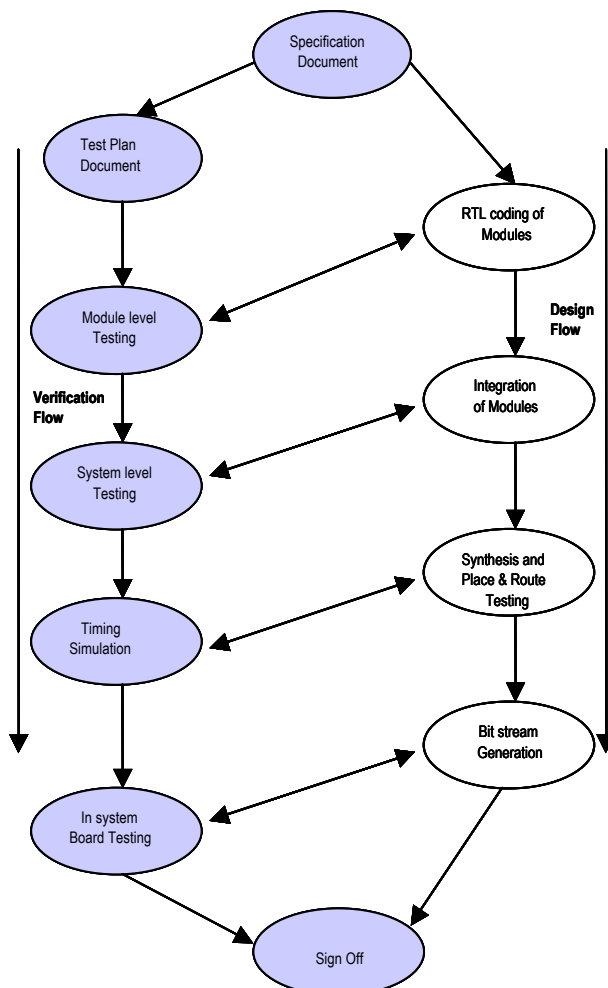 Specification
Document
Test Plan
Document
RTL coding of
Modules
Module level
Testing
Design
Flow
Verification
Flow
Integration
of Modules
System level
Testing
Synthesis and
Place & Route
Testing
Timing
Simulation
Bit stream
Generation
In system
Board Testing
Sign Off